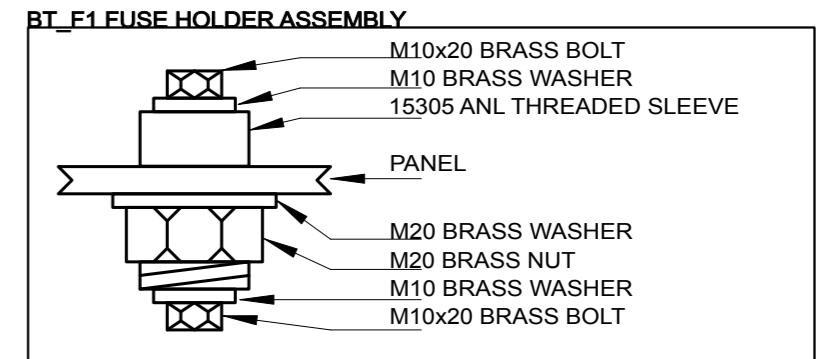 BT_F1 FUSE HOLDER ASSEMBLY
M10x20 BRASS BOLT
M10 BRASS WASHER
15305 ANL THREADED SLEEVE
PANEL
M20 BRASS WASHER
M20 BRASS NUT
M10 BRASS WASHER
M10x20 BRASS BOLT